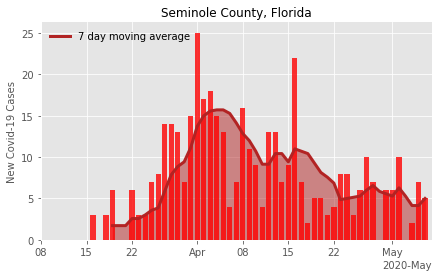 Seminole County, Florida
7 day moving average
New Covid-19 Cases
25
20
15
10
5
0
08 15 22 Apr 08 15 22 May
2020-May